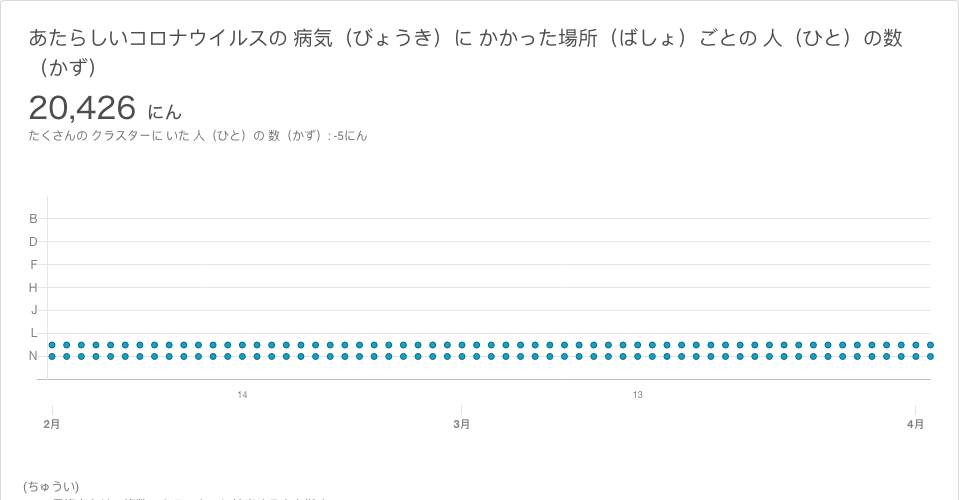 あたらしいコロナウイルスの 病気（びょうき）に かかった場所（ばしょ）ごとの 人（ひと）の数
（かず）
20,426 にん
たくさんの クラスターに いた 人（ひと）の 数（かず）: -5にん
B
D
F
H
J
L
N
14
13
2月
3月
4月
(ちゅうい)